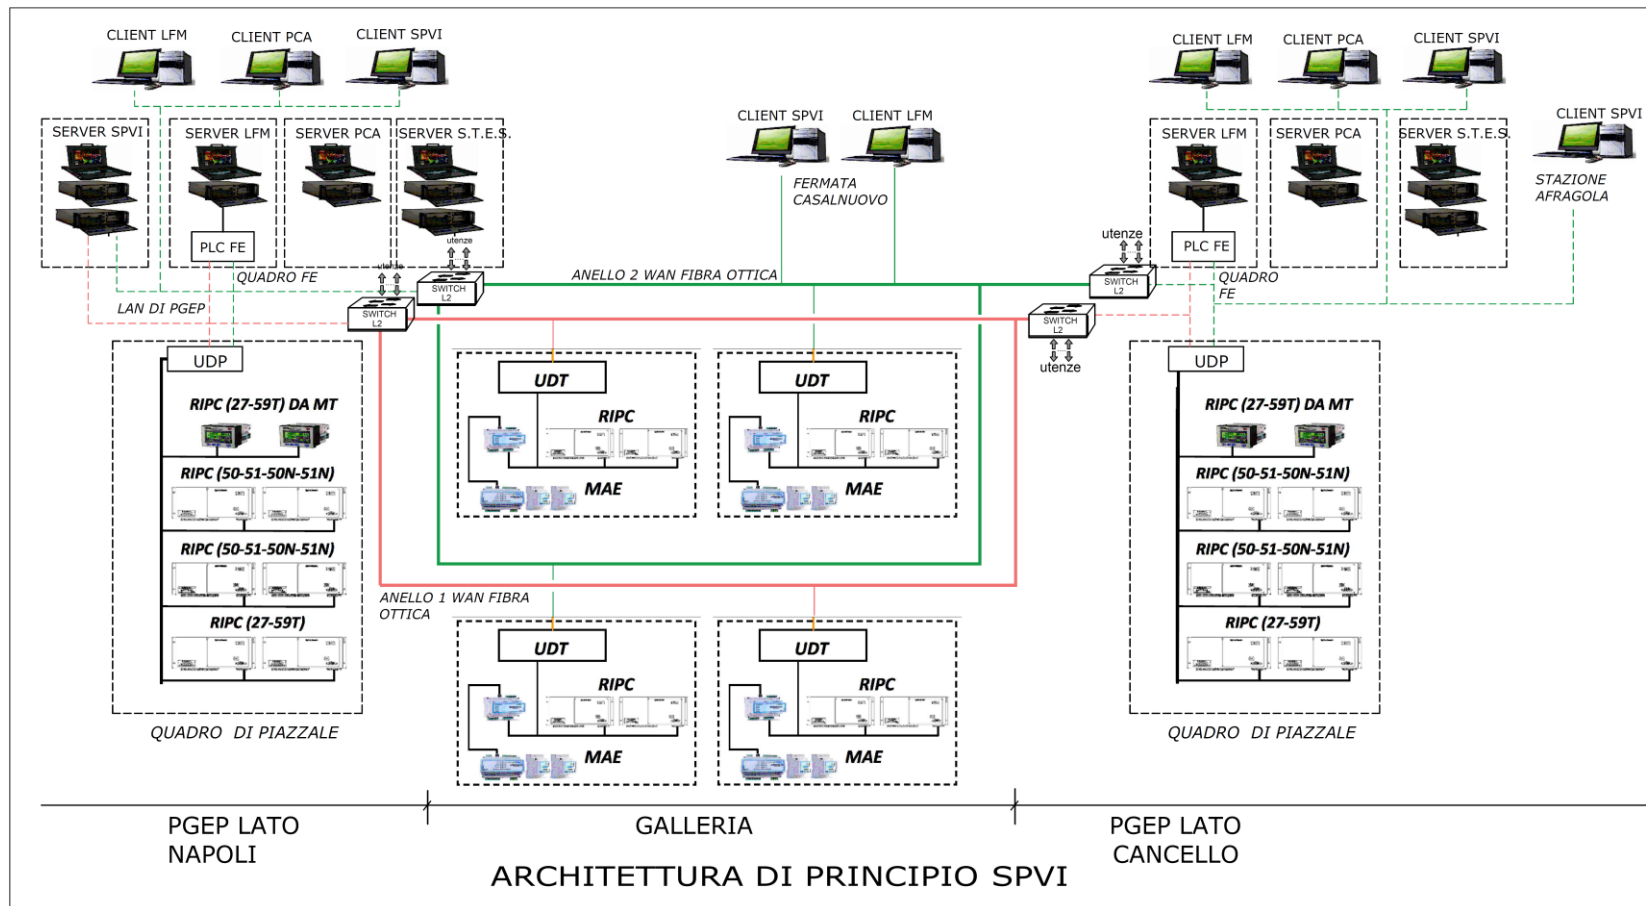 CLIENT LFM
CLIENT PCA
CLIENT SPVI
CLIENT LFM
CLIENT PCA
CLIENT SPVI
SERVER SPVI
SERVER LFM
SERVER PCA
SERVER S.T.E.S.
CLIENT SPVI
CLIENT LFM
SERVER LFM
SERVER PCA
SERVER S.T.E.S.
CLIENT SPVI
FERMATA
CASALNUOVO
STAZIONE
AFRAGOLA
PLC FE
utenze
utenze
QUADRO FE
SWITCH
L2
SWITCH
L2
LAN DI PGEP
ANELLO 2 WAN FIBRA OTTICA
utenze
PLC FE
SWITCH
L2
QUADRO
FE
SWITCH
L2
utenze
UDP
RIPC (27-59T) DA MT
RIPC (50-51-50N-51N)
RIPC (50-51-50N-51N)
RIPC (27-59T)
QUADRO DI PIAZZALE
UDT
RIPC
MAE
UDT
RIPC
MAE
ANELLO 1 WAN FIBRA
OTTICA
UDT
RIPC
MAE
UDT
RIPC
MAE
UDP
RIPC (27-59T) DA MT
RIPC (50-51-50N-51N)
RIPC (50-51-50N-51N)
RIPC (27-59T)
QUADRO DI PIAZZALE
PGEP LATO
NAPOLI
GALLERIA
PGEP LATO
CANCELLO
ARCHITETTURA DI PRINCIPIO SPVI